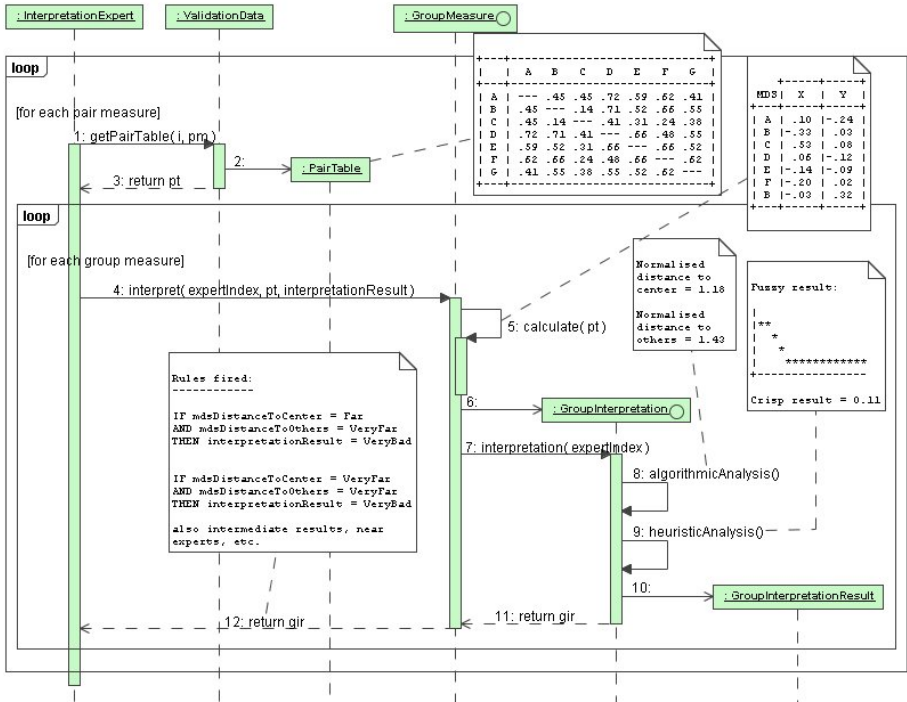 : InterpretationExpert
: ValidationData
: GroupMeasure
loop
[for each pair measure]
1: getPairTable( i, pm )
2:
: PairTable
3: return pt
| | A B C D E F G |
| A | --- .45 .45 .72 .59 .62 .41 |
| B | .45 --- .14 .71 .52 .66 .55 |
| C | .45 .14 --- .41 .31 .24 .38 |
| D | .72 .71 .41 --- .66 .48 .55 |
| E | .59 .52 .31 .66 --- .66 .52 |
| F | .62 .66 .24 .48 .66 --- .62 |
| G | .41 .55 .38 .55 .52 .62 --- |
MDS | X | Y |
| A | .10 |-.24 |
| B |-.33 | .03 |
| C | .53 | .08 |
| D | .06 |-.12 |
| E |-.14 |-.09 |
| F |-.20 | .02 |
| B |-.03 | .32 |
loop
[for each group measure]
4: interpret( expertIndex, pt, interpretationResult )
5: calculate( pt )
Normalised
distance to
center = 1.18
Normalised
distance to
others = 1.43
Fuzzy result:
|
|**
| *
| *
| ************
+---------------
Crisp result = 0.11
Rules fired:
------------
IF mdsDistanceToCenter = Far
AND mdsDistanceToOthers = VeryFar
THEN interpretationResult = VeryBad
IF mdsDistanceToCenter = VeryFar
AND mdsDistanceToOthers = VeryFar
THEN interpretationResult = VeryBad
also intermediate results, near
experts, etc.
6:
: GroupInterpretation
7: interpretation( expertIndex )
8: algorithmicAnalysis()
9: heuristicAnalysis()
10:
: GroupInterpretationResult
11: return gir
12: return gir